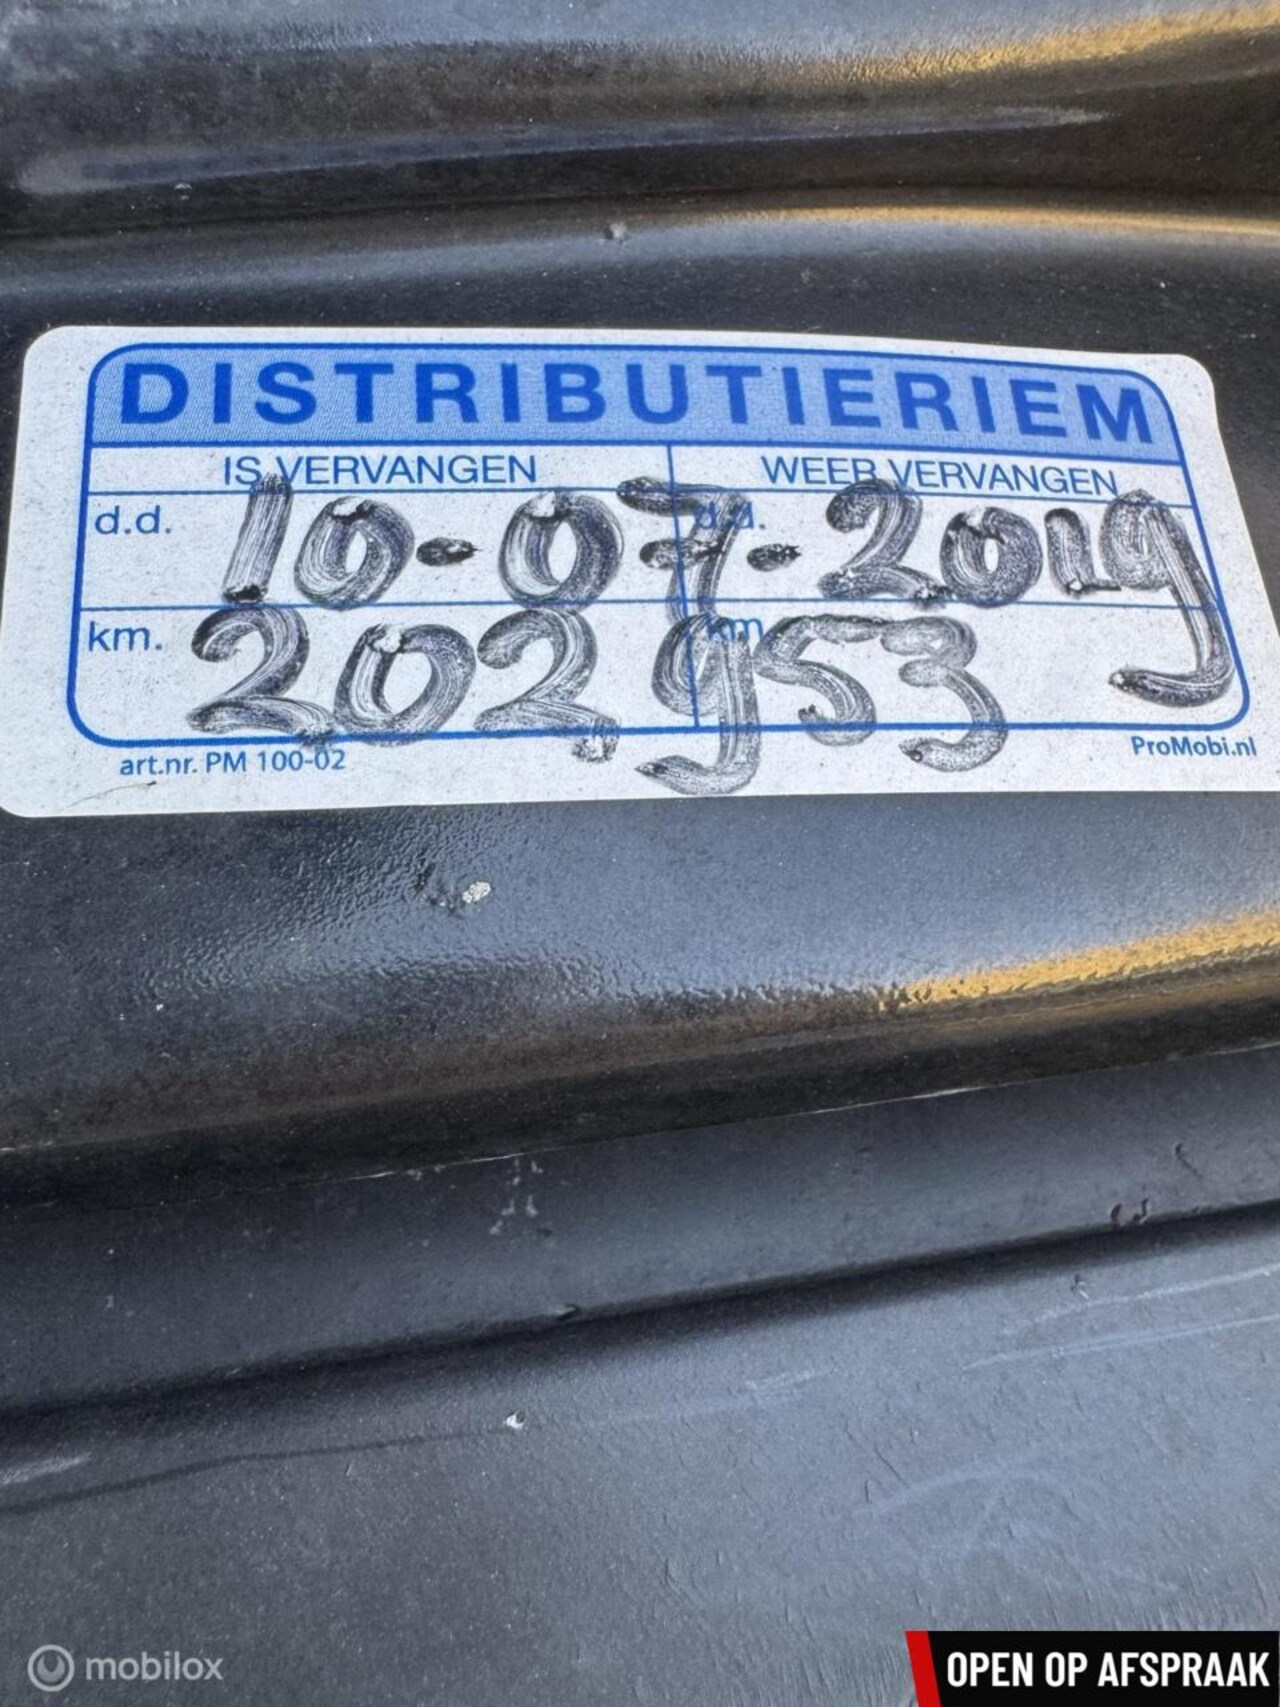 DISTRIBUTIERIEM
IS VERVANGEN WEER VERVANGEN
d.d. 10-07-2019 d.d.
km. 202953 km.
art.nr. PM 100-02 ProMobi.nl
mobilox OPEN OP AFSPRAAK